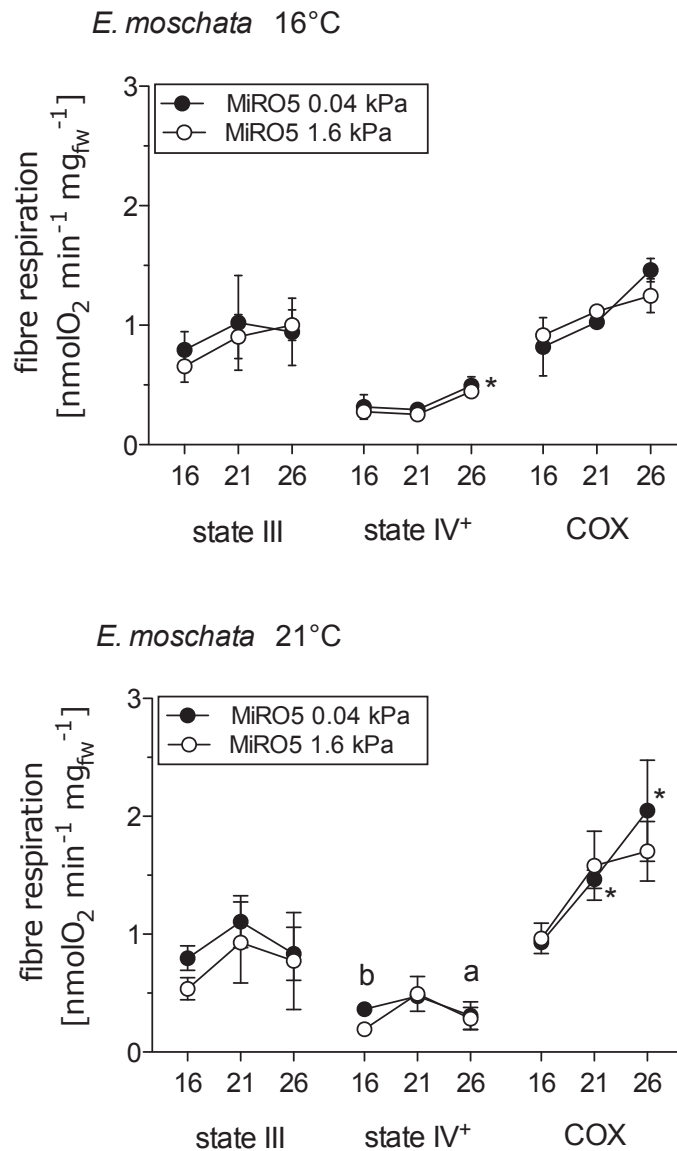 E. moschata 16°C
3
MiRO5 0.04 kPa
MiRO5 1.6 kPa
fibre respiration
[nmolO₂ min⁻¹ mg_fw⁻¹]
2
1
*
0
16 21 26 16 21 26 16 21 26
state III state IV⁺ COX
E. moschata 21°C
3
MiRO5 0.04 kPa
MiRO5 1.6 kPa
fibre respiration
[nmolO₂ min⁻¹ mg_fw⁻¹]
2
*
*
1
b a
0
16 21 26 16 21 26 16 21 26
state III state IV⁺ COX